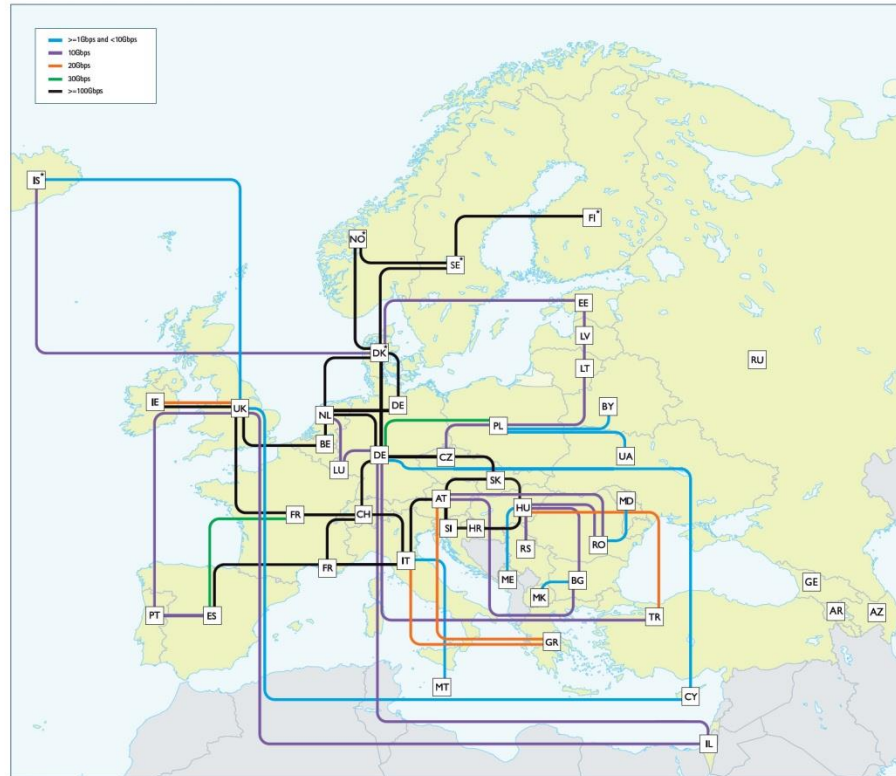 >=1Gbps and <10Gbps
10Gbps
20Gbps
30Gbps
>=100Gbps
IS*
FI*
NO*
SE*
EE
DK*
LV
RU
LT
IE
UK
NL
DE
BY
BE
PL
LU
DE
CZ
UA
SK
AT
MD
FR
CH
HU
SI
HR
RO
RS
IT
FR
ME
BG
GE
MK
PT
ES
TR
AR
AZ
GR
MT
CY
IL